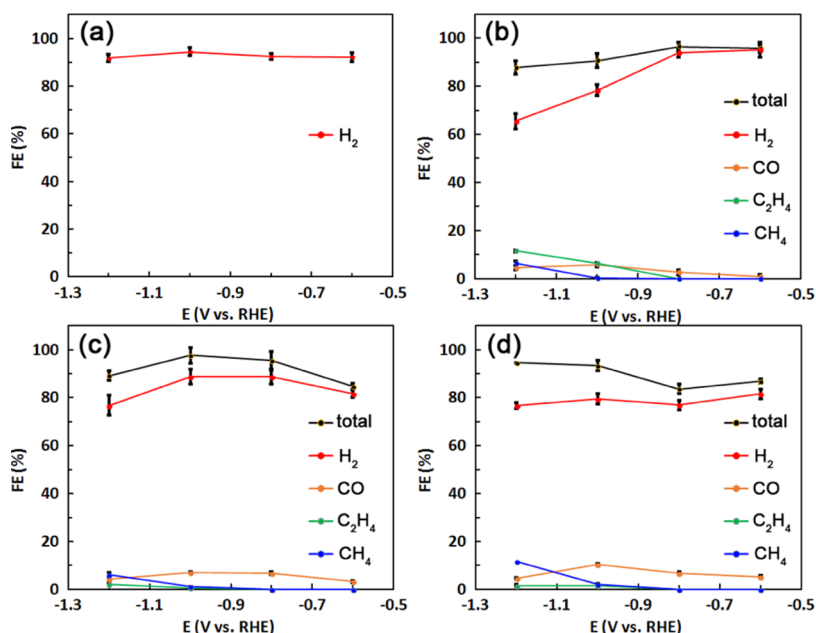 (a)
100
80
60
40
20
0
FE (%)
H2
-1.3 -1.1 -0.9 -0.7 -0.5
E (V vs. RHE)
(b)
100
80
60
40
20
0
FE (%)
total
H2
CO
C2H4
CH4
-1.3 -1.1 -0.9 -0.7 -0.5
E (V vs. RHE)
(c)
100
80
60
40
20
0
FE (%)
total
H2
CO
C2H4
CH4
-1.3 -1.1 -0.9 -0.7 -0.5
E (V vs. RHE)
(d)
100
80
60
40
20
0
FE (%)
total
H2
CO
C2H4
CH4
-1.3 -1.1 -0.9 -0.7 -0.5
E (V vs. RHE)